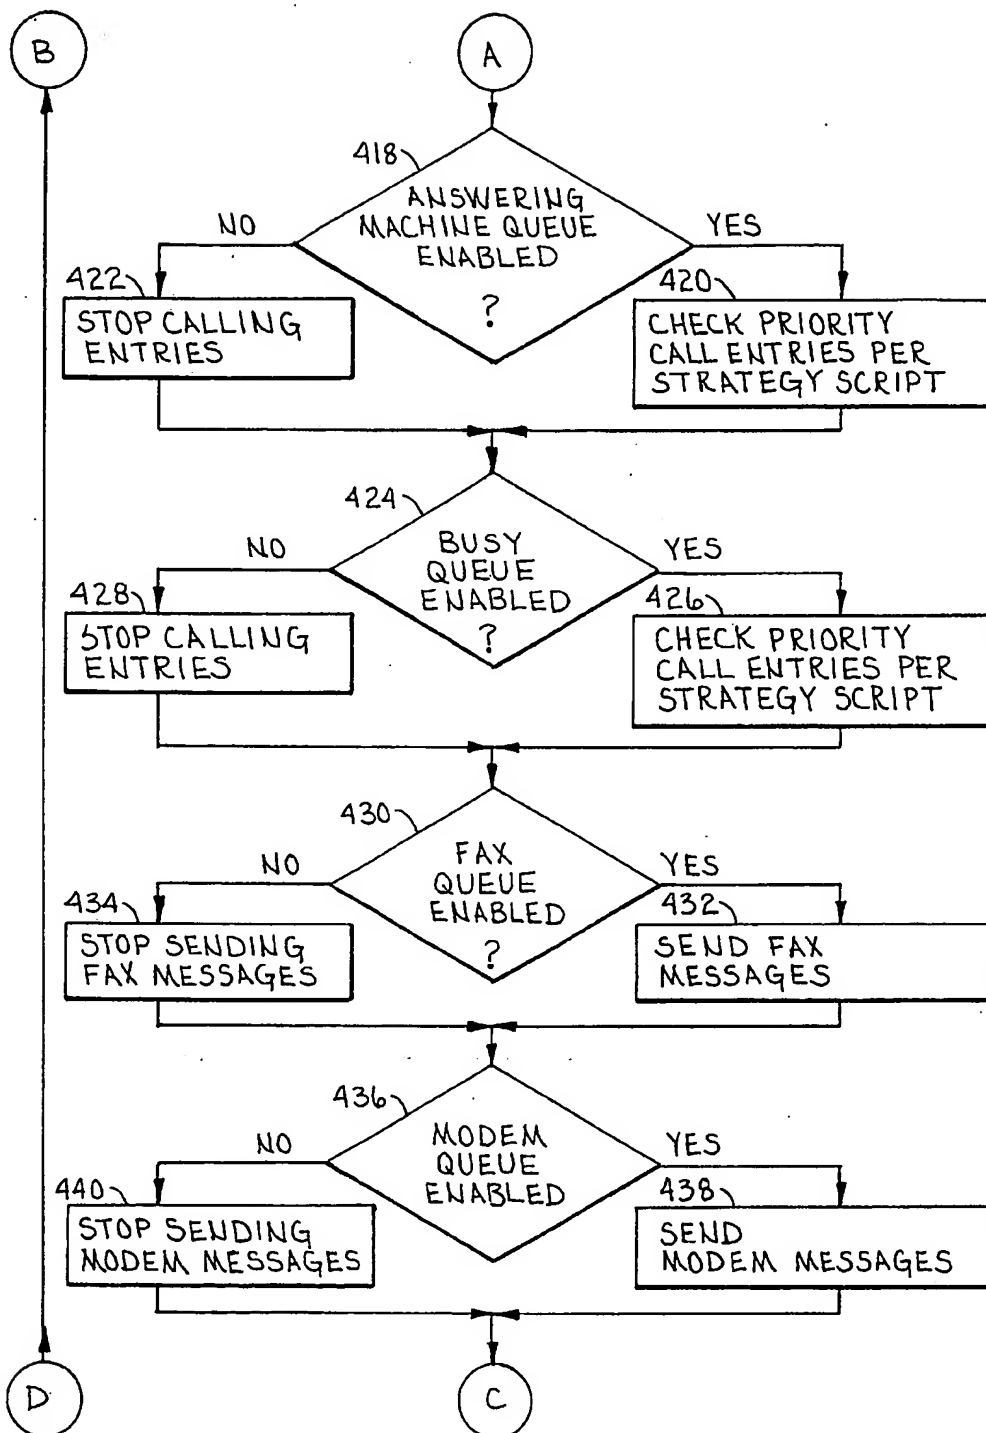 B
A
418
ANSWERING
MACHINE QUEUE
ENABLED
?
NO
YES
422
STOP CALLING
ENTRIES
420
CHECK PRIORITY
CALL ENTRIES PER
STRATEGY SCRIPT
424
BUSY
QUEUE
ENABLED
?
NO
YES
428
STOP CALLING
ENTRIES
426
CHECK PRIORITY
CALL ENTRIES PER
STRATEGY SCRIPT
430
FAX
QUEUE
ENABLED
?
NO
YES
434
STOP SENDING
FAX MESSAGES
432
SEND FAX
MESSAGES
436
MODEM
QUEUE
ENABLED
NO
YES
440
STOP SENDING
MODEM MESSAGES
438
SEND
MODEM MESSAGES
D
C